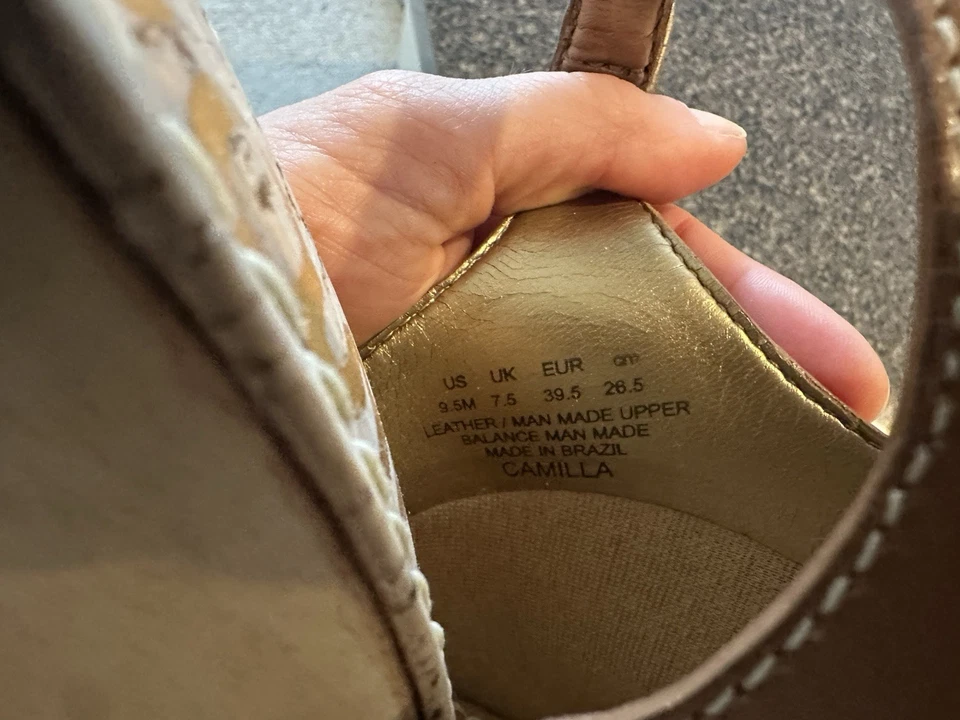 US UK EUR cm
9.5M 7.5 39.5 26.5
LEATHER / MAN MADE UPPER
BALANCE MAN MADE
MADE IN BRAZIL
CAMILLA